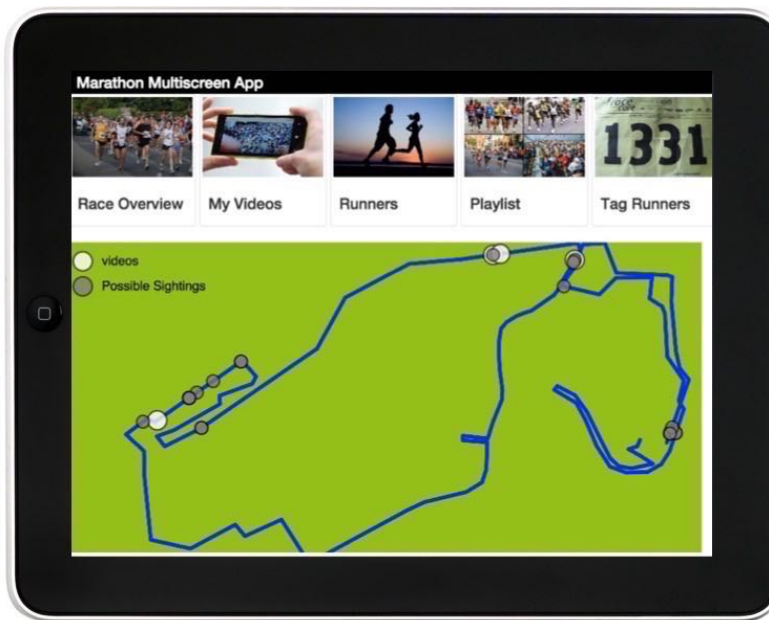 Marathon Multiscreen App
Race Overview
My Videos
Runners
Playlist
Tag Runners
1331
videos
Possible Sightings